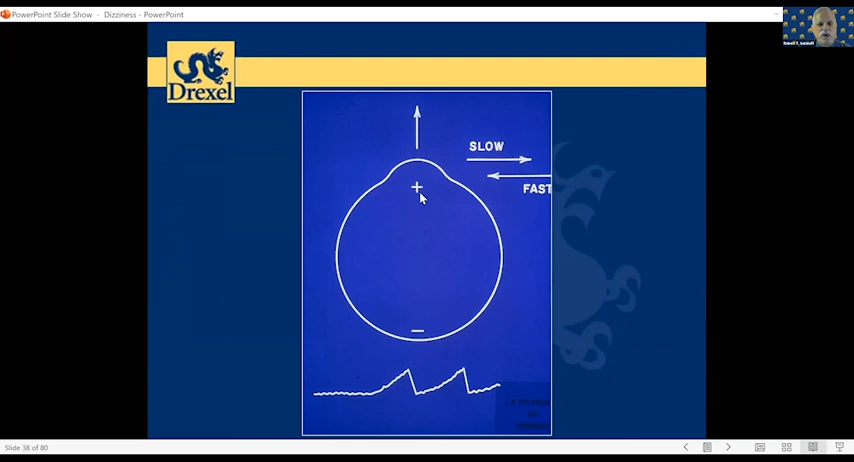 PowerPoint Slide Show - Dizziness - PowerPoint
Drexel
SLOW
FAST
+
−
Slide 38 of 80